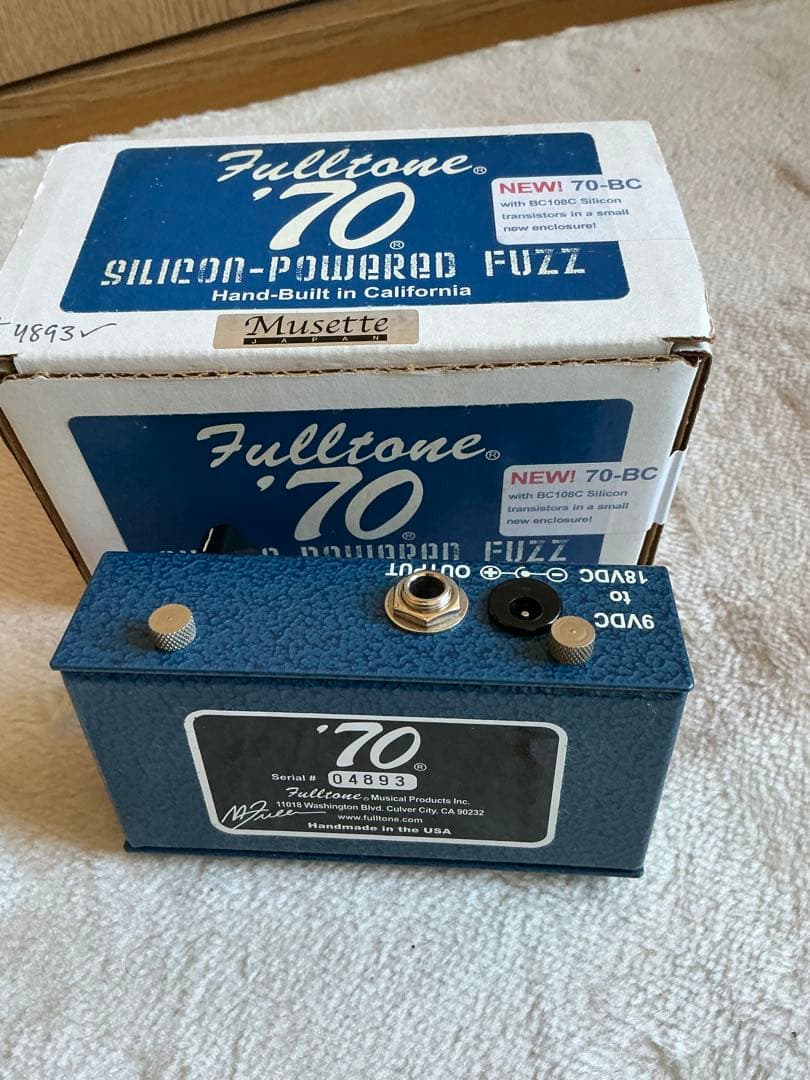 Fulltone®
'70®
SILICON-POWERED FUZZ
Hand-Built in California
NEW! 70-BC
with BC108C Silicon
transistors in a small
new enclosure!
4893✓
Musette
JAPAN
Fulltone®
'70®
POWERED FUZZ
NEW! 70-BC
with BC108C Silicon
transistors in a small
new enclosure!
OUTPUT
9VDC
to
18VDC
'70®
Serial # 04893
Fulltone® Musical Products Inc.
11018 Washington Blvd. Culver City, CA 90232
www.fulltone.com
Handmade in the USA